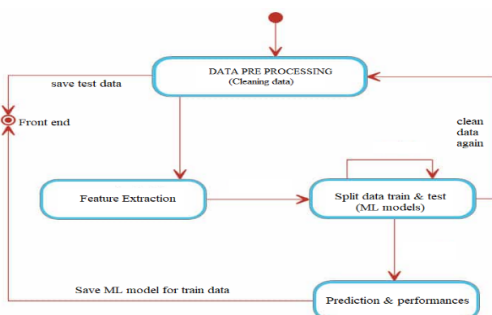 DATA PRE PROCESSING
(Cleaning data)
save test data
Front end
clean
data
again
Feature Extraction
Split data train & test
(ML models)
Save ML model for train data
Prediction & performances